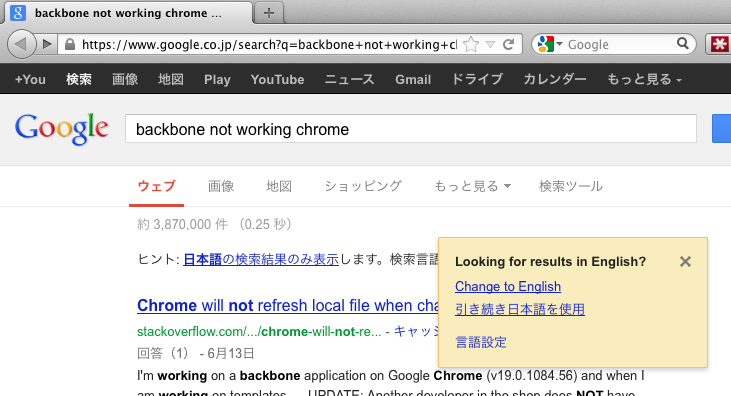 backbone not working chrome ...
https://www.google.co.jp/search?q=backbone+not+working+cl
Google
+You 検索 画像 地図 Play YouTube ニュース Gmail ドライブ カレンダー もっと見る
Google
backbone not working chrome
ウェブ 画像 地図 ショッピング もっと見る 検索ツール
約 3,870,000 件 （0.25 秒）
ヒント: 日本語の検索結果のみ表示します。検索言語
Looking for results in English?
Change to English
引き続き日本語を使用
言語設定
Chrome will not refresh local file when cha
stackoverflow.com/.../chrome-will-not-re... - キャッシ
回答（1） - 6月13日
I'm working on a backbone application on Google Chrome (v19.0.1084.56) and when I
am working on templates ... UPDATE: Another developer in the shop does NOT have